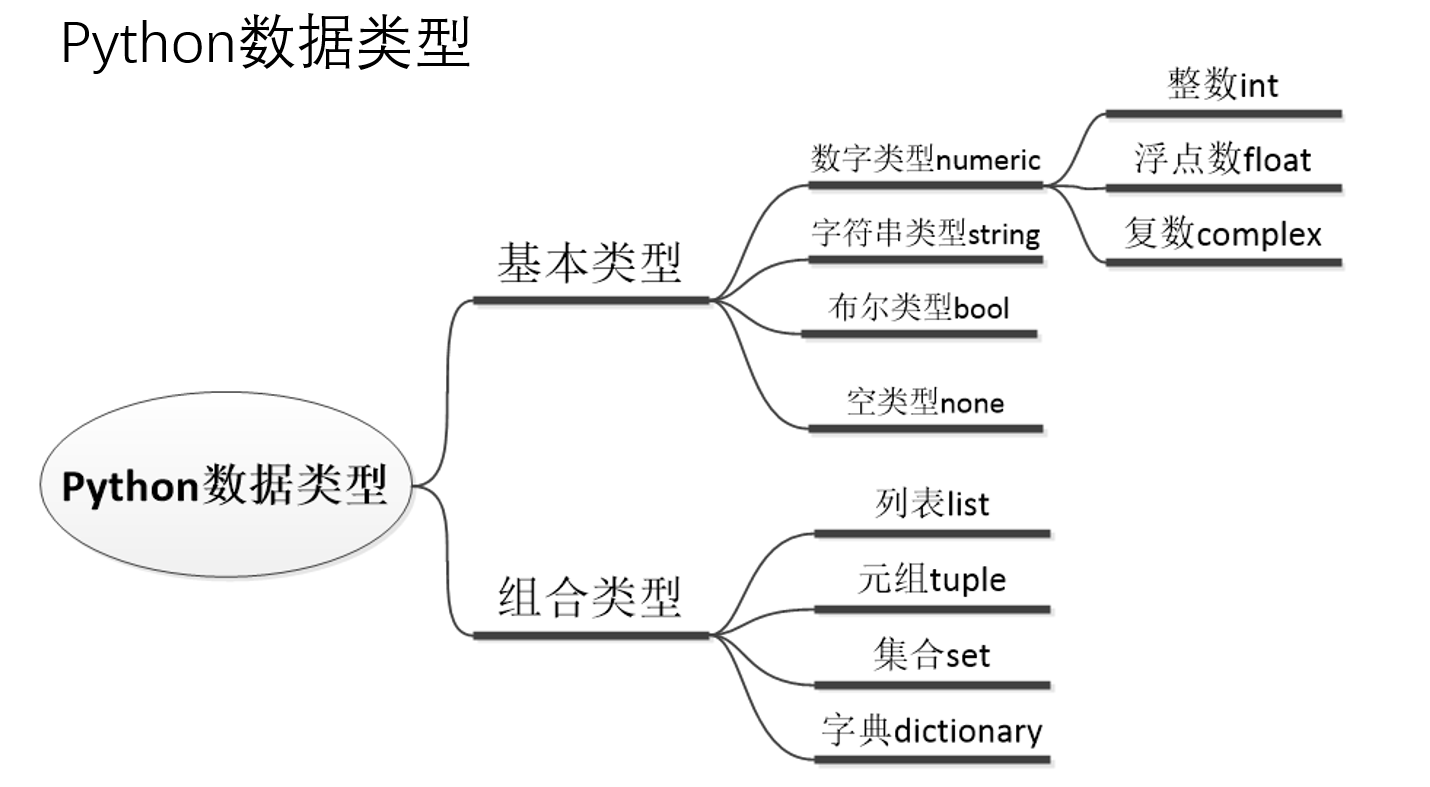 Python数据类型
Python数据类型
基本类型
数字类型numeric
整数int
浮点数float
复数complex
字符串类型string
布尔类型bool
空类型none
组合类型
列表list
元组tuple
集合set
字典dictionary